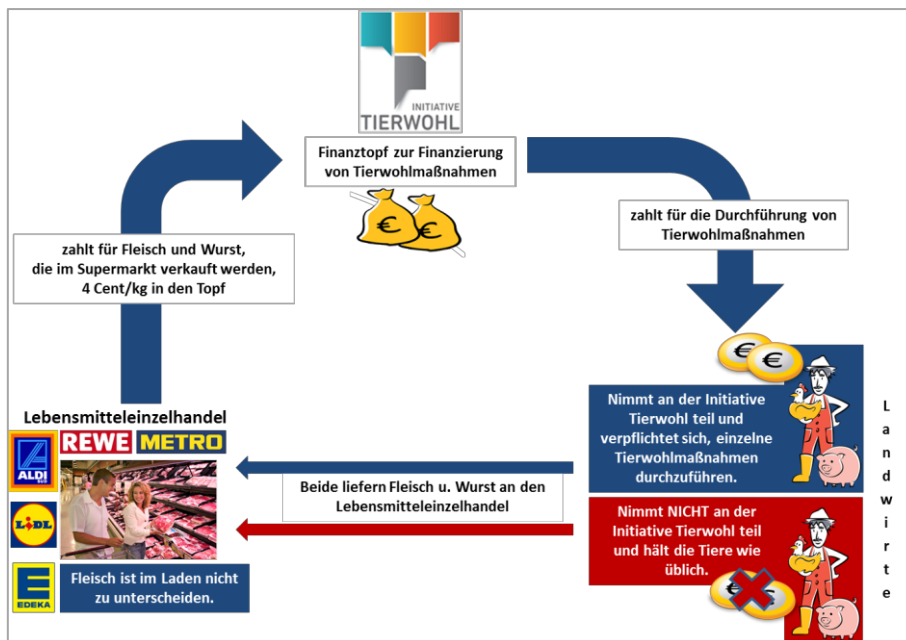 INITIATIVE
TIERWOHL
Finanztopf zur Finanzierung
von Tierwohlmaßnahmen
€ €
zahlt für Fleisch und Wurst,
die im Supermarkt verkauft werden,
4 Cent/kg in den Topf
zahlt für die Durchführung von
Tierwohlmaßnahmen
€ €
Lebensmitteleinzelhandel
ALDI
SÜD
REWE
METRO
LIDL
E
EDEKA
Fleisch ist im Laden nicht
zu unterscheiden.
Beide liefern Fleisch u. Wurst an den
Lebensmitteleinzelhandel
Nimmt an der Initiative
Tierwohl teil und
verpflichtet sich, einzelne
Tierwohlmaßnahmen
durchzuführen.
Nimmt NICHT an der
Initiative Tierwohl teil
und hält die Tiere wie
üblich.
€ €
Landwirte